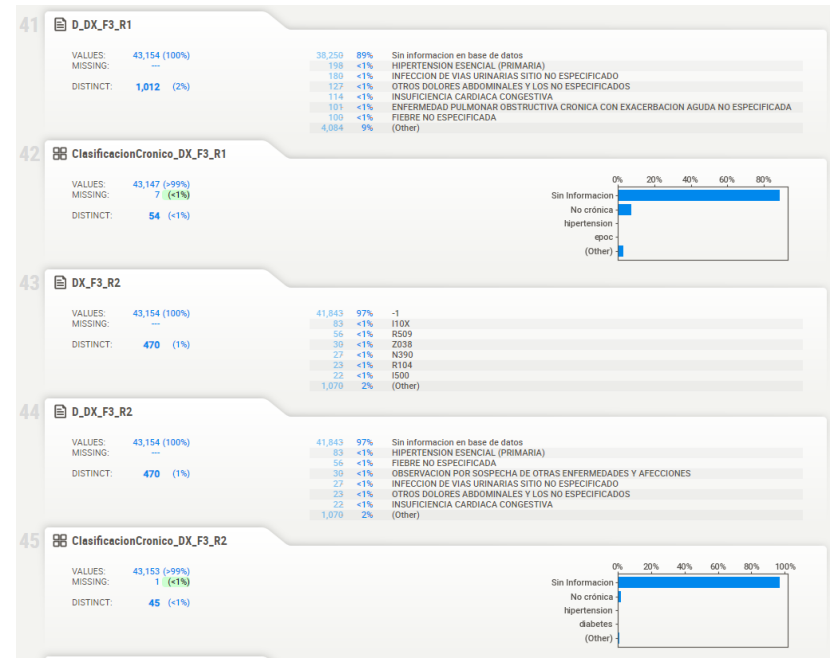 41 D_DX_F3_R1
VALUES: 43,154 (100%)
MISSING: ---
DISTINCT: 1,012 (2%)
38,250 89% Sin informacion en base de datos
198 <1% HIPERTENSION ESENCIAL (PRIMARIA)
180 <1% INFECCION DE VIAS URINARIAS SITIO NO ESPECIFICADO
127 <1% OTROS DOLORES ABDOMINALES Y LOS NO ESPECIFICADOS
114 <1% INSUFICIENCIA CARDIACA CONGESTIVA
101 <1% ENFERMEDAD PULMONAR OBSTRUCTIVA CRONICA CON EXACERBACION AGUDA NO ESPECIFICADA
100 <1% FIEBRE NO ESPECIFICADA
4,084 9% (Other)
42 ClasificacionCronico_DX_F3_R1
VALUES: 43,147 (>99%)
MISSING: 7 (<1%)
DISTINCT: 54 (<1%)
0% 20% 40% 60% 80%
Sin Informacion
No crónica
hipertension
epoc
(Other)
43 DX_F3_R2
VALUES: 43,154 (100%)
MISSING: ---
DISTINCT: 470 (1%)
41,843 97% -1
83 <1% I10X
56 <1% R509
30 <1% Z038
27 <1% N390
23 <1% R104
22 <1% I500
1,070 2% (Other)
44 D_DX_F3_R2
VALUES: 43,154 (100%)
MISSING: ---
DISTINCT: 470 (1%)
41,843 97% Sin informacion en base de datos
83 <1% HIPERTENSION ESENCIAL (PRIMARIA)
56 <1% FIEBRE NO ESPECIFICADA
30 <1% OBSERVACION POR SOSPECHA DE OTRAS ENFERMEDADES Y AFECCIONES
27 <1% INFECCION DE VIAS URINARIAS SITIO NO ESPECIFICADO
23 <1% OTROS DOLORES ABDOMINALES Y LOS NO ESPECIFICADOS
22 <1% INSUFICIENCIA CARDIACA CONGESTIVA
1,070 2% (Other)
45 ClasificacionCronico_DX_F3_R2
VALUES: 43,153 (>99%)
MISSING: 1 (<1%)
DISTINCT: 45 (<1%)
0% 20% 40% 60% 80% 100%
Sin Informacion
No crónica
hipertension
diabetes
(Other)